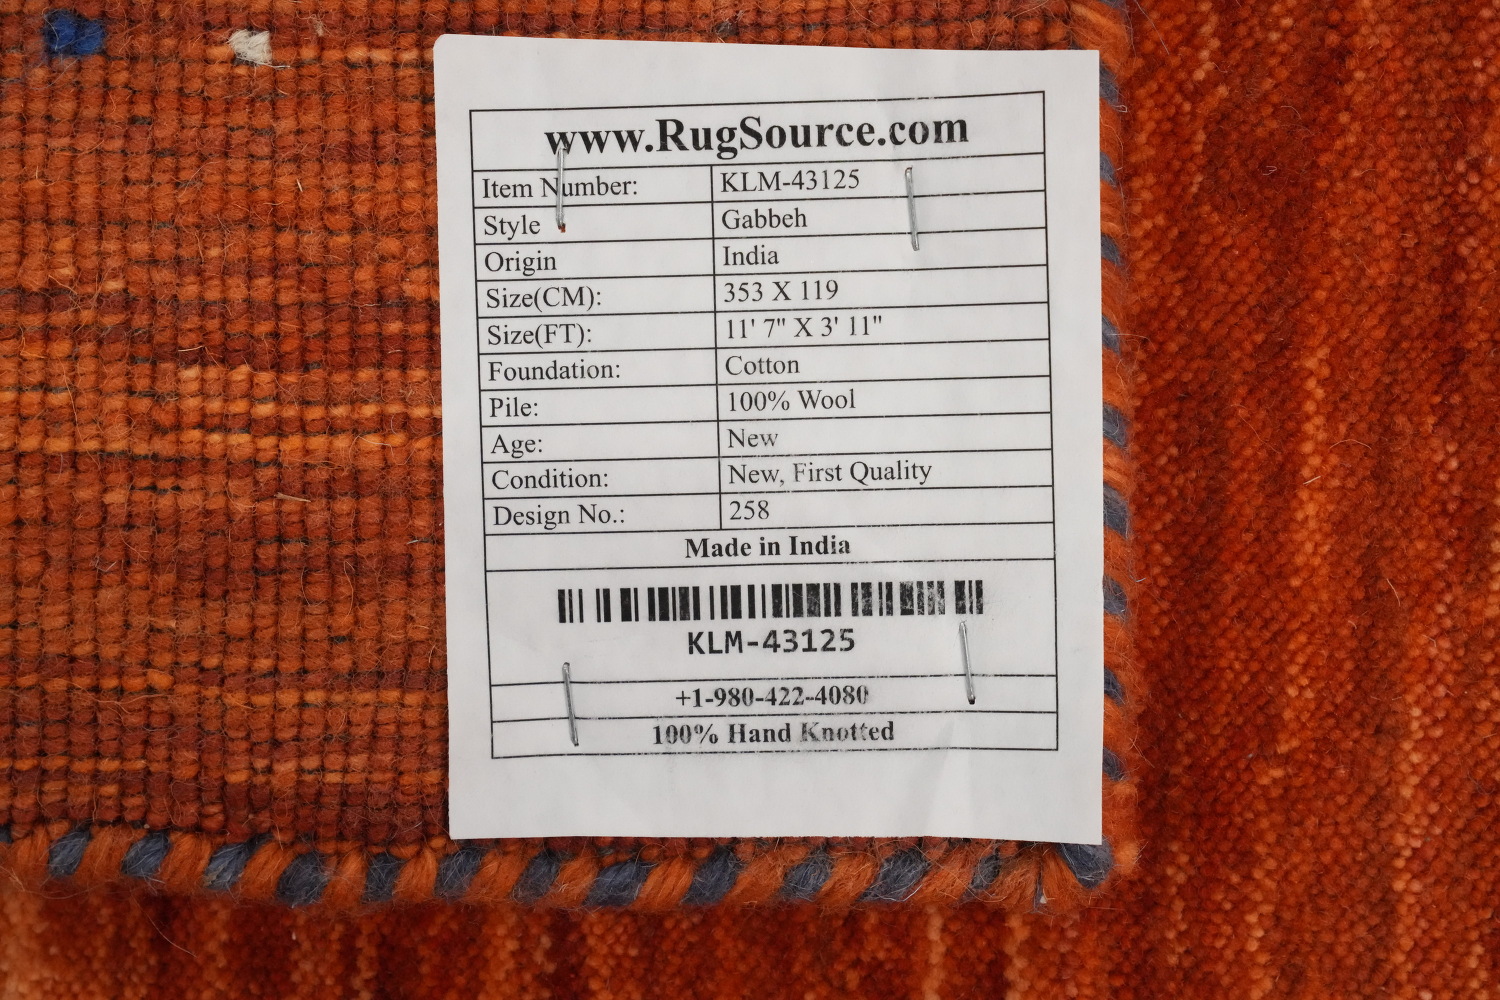 www.RugSource.com
Item Number: KLM-43125
Style Gabbeh
Origin India
Size(CM): 353 X 119
Size(FT): 11' 7" X 3' 11"
Foundation: Cotton
Pile: 100% Wool
Age: New
Condition: New, First Quality
Design No.: 258
Made in India
KLM-43125
+1-980-422-4080
100% Hand Knotted